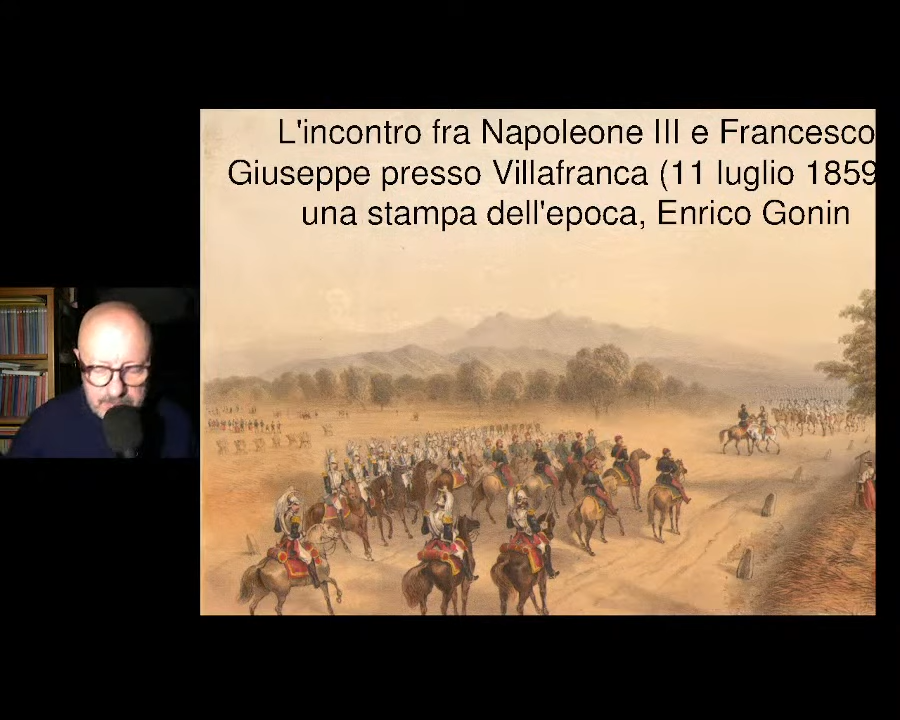 L'incontro fra Napoleone III e Francesco
Giuseppe presso Villafranca (11 luglio 1859
una stampa dell'epoca, Enrico Gonin